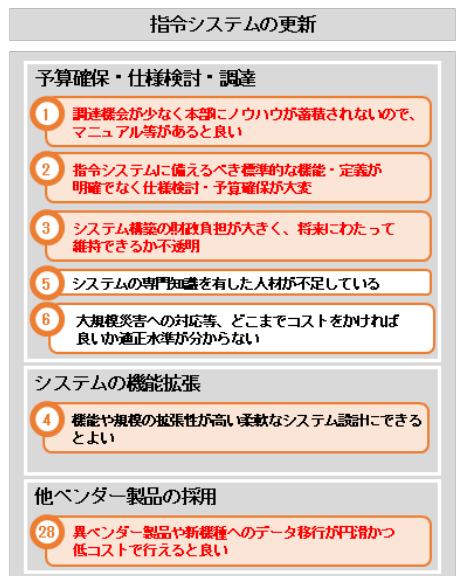 指令システムの更新
予算確保・仕様検討・調達
1
調達機会が少なく本部にノウハウが蓄積されないので、
マニュアル等があると良い
2
指令システムに備えるべき標準的な機能・定義が
明確でなく仕様検討・予算確保が大変
3
システム構築の財政負担が大きく、将来にわたって
維持できるか不透明
5
システムの専門知識を有した人材が不足している
6
大規模災害への対応等、どこまでコストをかければ
良いか適正水準が分からない
システムの機能拡張
4
機能や規模の拡張性が高い柔軟なシステム設計にできる
とよい
他ベンダー製品の採用
28
異ベンダー製品や新機種へのデータ移行が円滑かつ
低コストで行えると良い